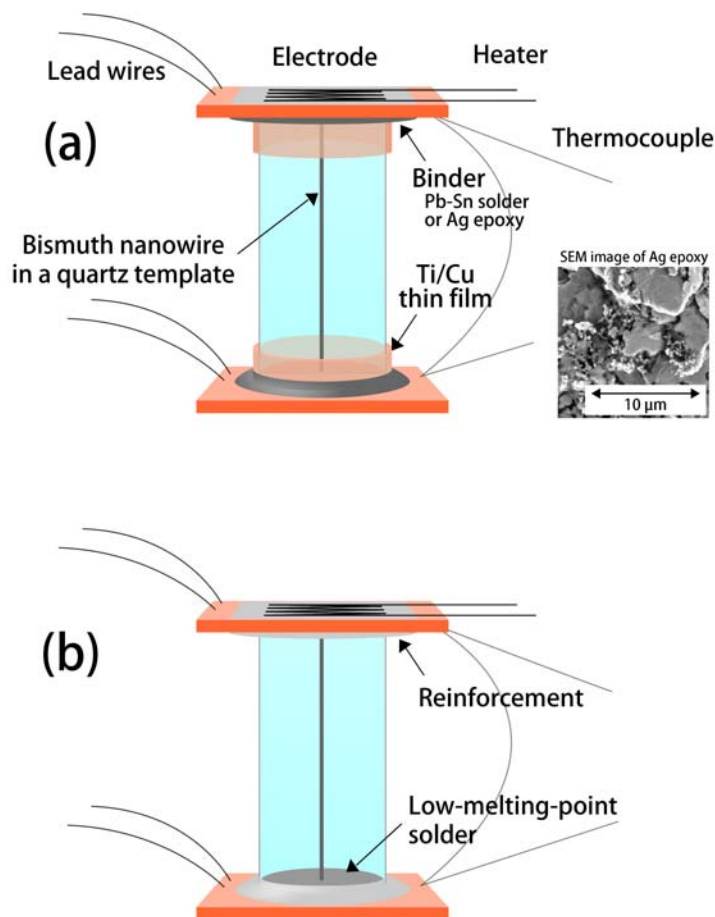 Electrode
Heater
Lead wires
(a)
Thermocouple
Binder
Pb-Sn solder
or Ag epoxy
Bismuth nanowire
in a quartz template
Ti/Cu
thin film
SEM image of Ag epoxy
10 μm
(b)
Reinforcement
Low-melting-point
solder